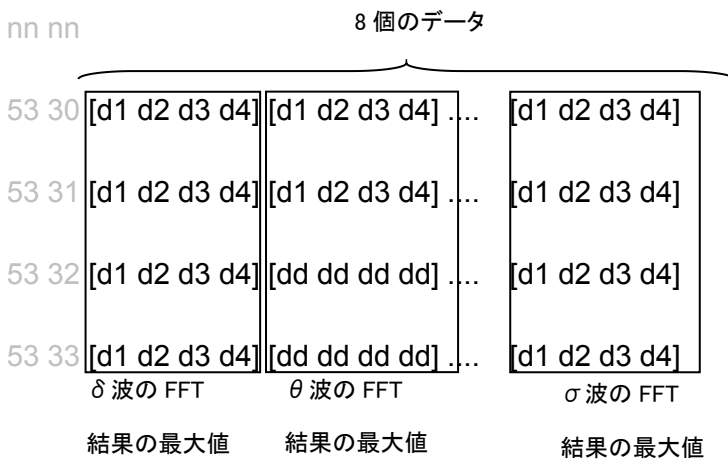 nn nn
8 個のデータ
53 30 [d1 d2 d3 d4] [d1 d2 d3 d4] .... [d1 d2 d3 d4]
53 31 [d1 d2 d3 d4] [d1 d2 d3 d4] .... [d1 d2 d3 d4]
53 32 [d1 d2 d3 d4] [dd dd dd dd] .... [d1 d2 d3 d4]
53 33 [d1 d2 d3 d4] [dd dd dd dd] .... [d1 d2 d3 d4]
δ 波の FFT
結果の最大値
θ 波の FFT
結果の最大値
σ 波の FFT
結果の最大値